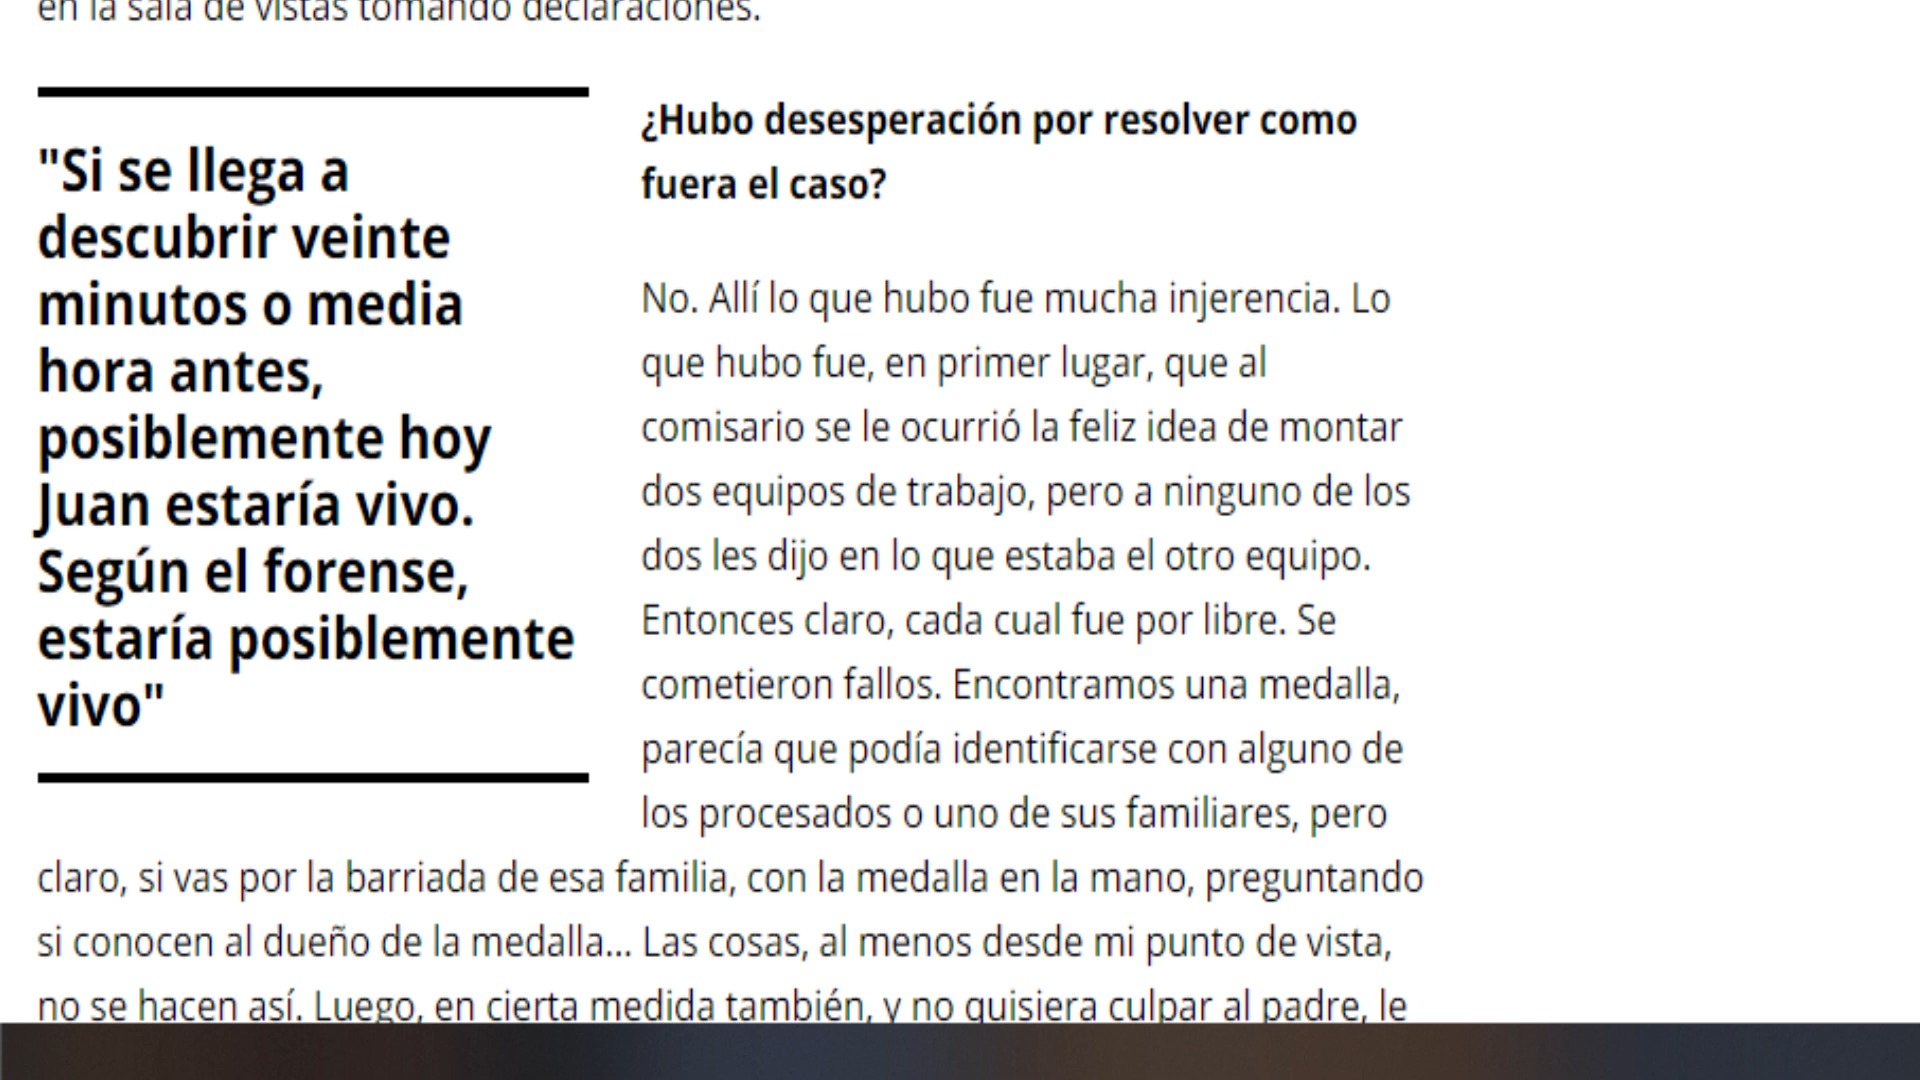 en la sala de vistas tomando declaraciones.
"Si se llega a
descubrir veinte
minutos o media
hora antes,
posiblemente hoy
Juan estaría vivo.
Según el forense,
estaría posiblemente
vivo"
¿Hubo desesperación por resolver como
fuera el caso?
No. Allí lo que hubo fue mucha injerencia. Lo
que hubo fue, en primer lugar, que al
comisario se le ocurrió la feliz idea de montar
dos equipos de trabajo, pero a ninguno de los
dos les dijo en lo que estaba el otro equipo.
Entonces claro, cada cual fue por libre. Se
cometieron fallos. Encontramos una medalla,
parecía que podía identificarse con alguno de
los procesados o uno de sus familiares, pero
claro, si vas por la barriada de esa familia, con la medalla en la mano, preguntando
si conocen al dueño de la medalla... Las cosas, al menos desde mi punto de vista,
no se hacen así. Luego, en cierta medida también, y no quisiera culpar al padre, le